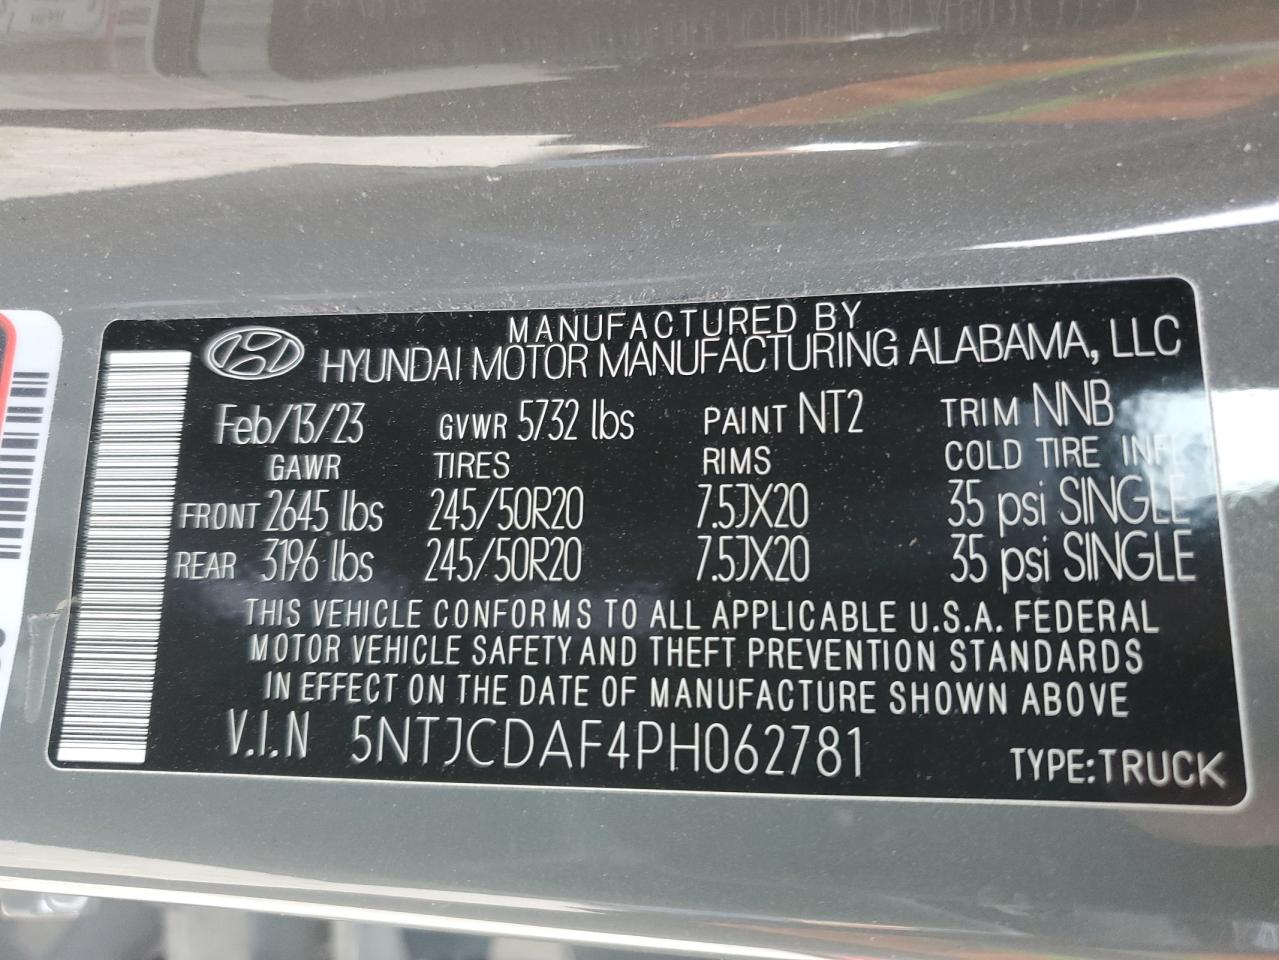 MANUFACTURED BY
HYUNDAI MOTOR MANUFACTURING ALABAMA, LLC
Feb/13/23 GVWR 5732 lbs PAINT NT2 TRIM NNB
GAWR TIRES RIMS COLD TIRE INFL
FRONT 2645 lbs 245/50R20 7.5JX20 35 psi SINGLE
REAR 3196 lbs 245/50R20 7.5JX20 35 psi SINGLE
THIS VEHICLE CONFORMS TO ALL APPLICABLE U.S.A. FEDERAL
MOTOR VEHICLE SAFETY AND THEFT PREVENTION STANDARDS
IN EFFECT ON THE DATE OF MANUFACTURE SHOWN ABOVE
V.I.N 5NTJCDAF4PH062781 TYPE:TRUCK